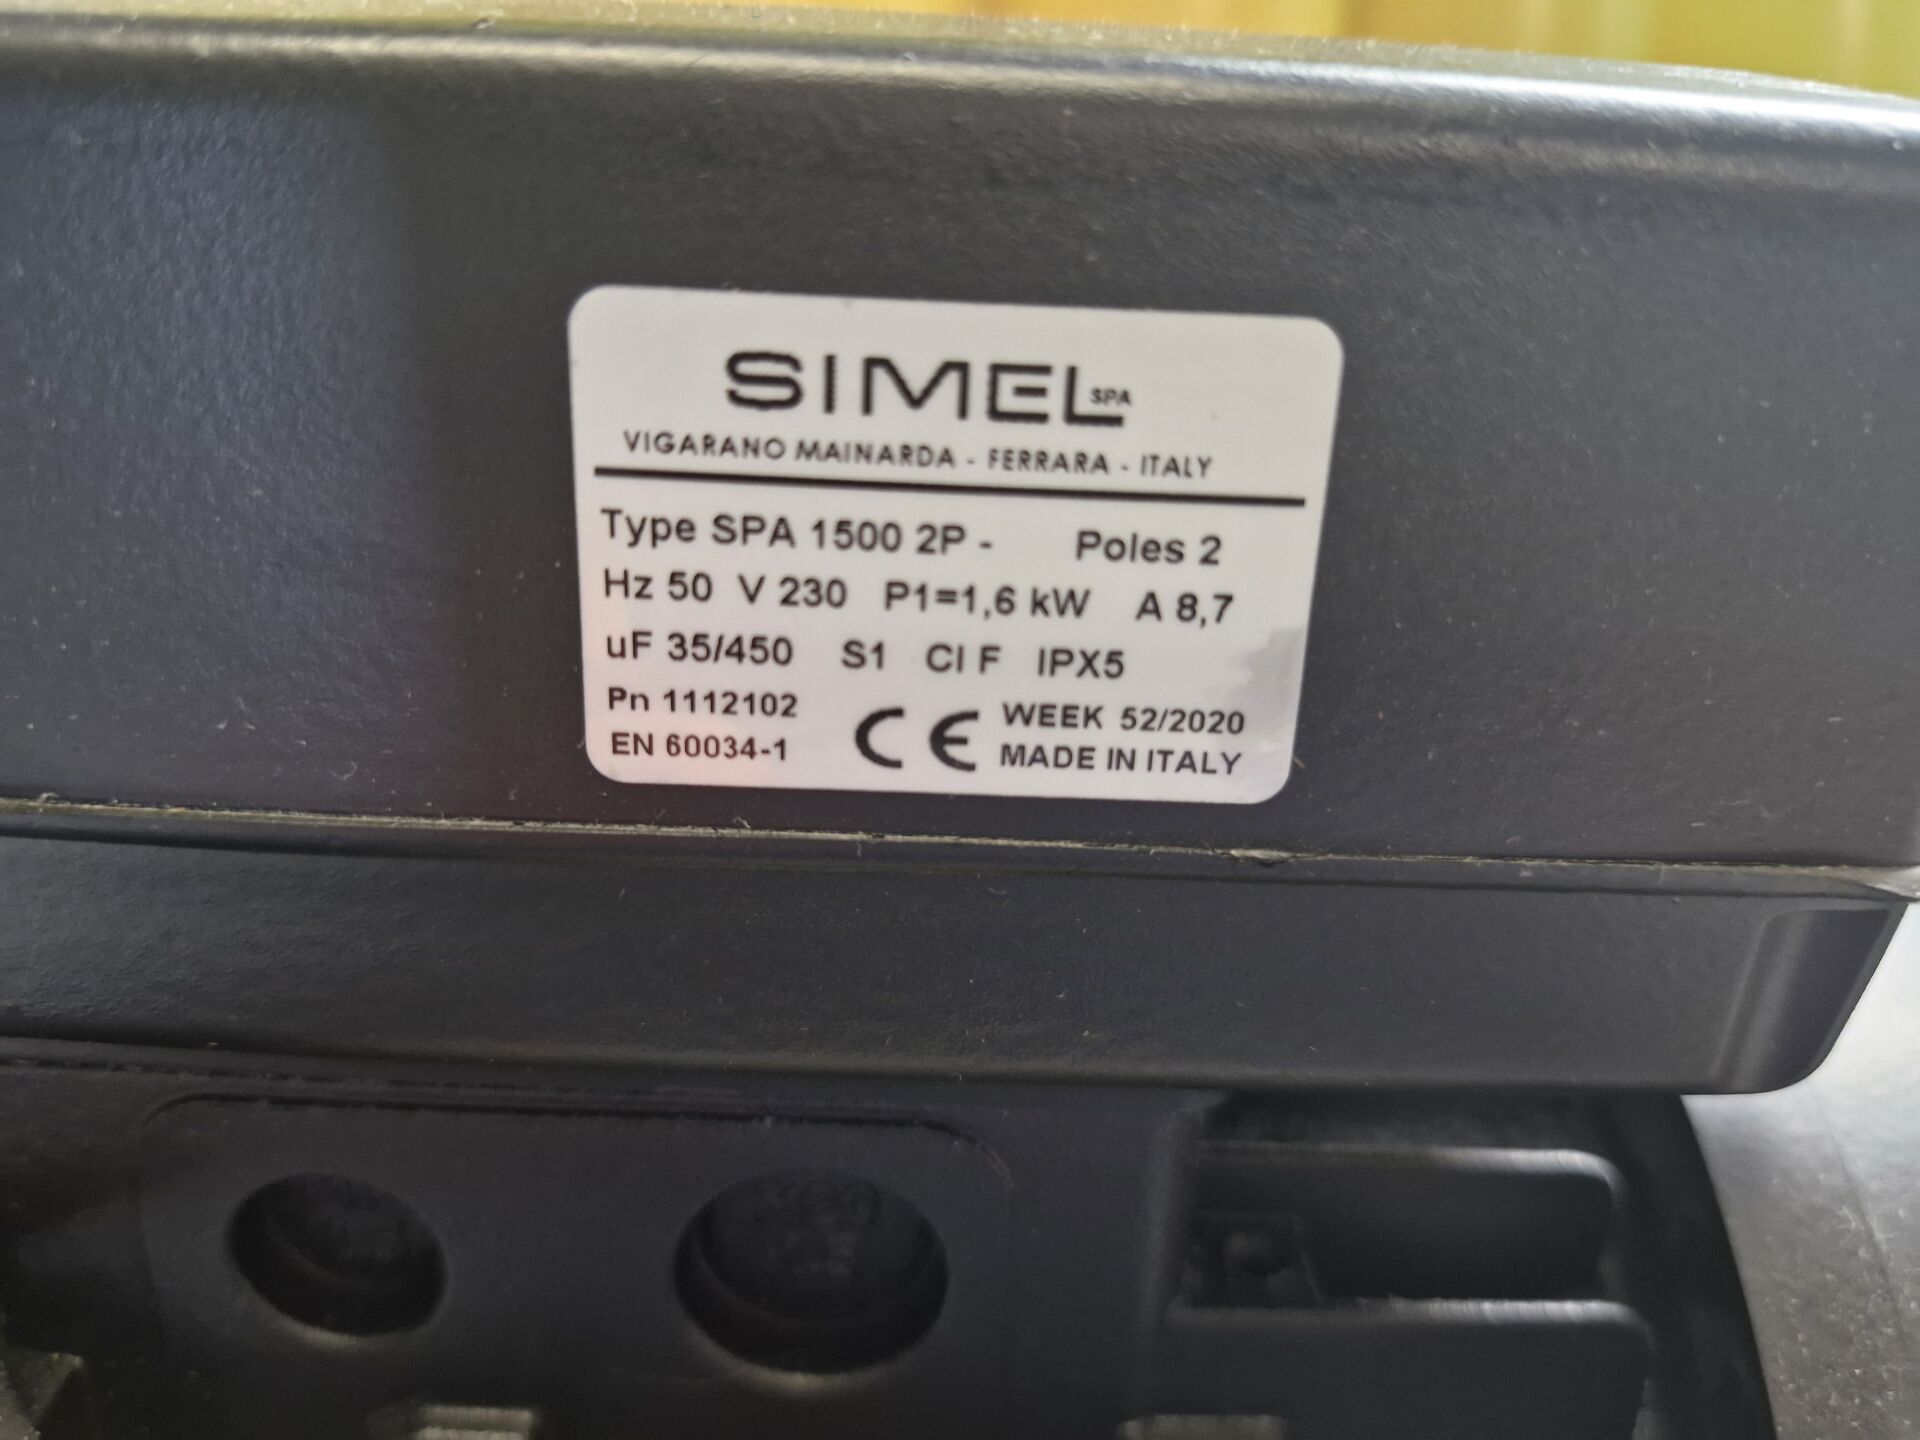 SIMEL SPA
VIGARANO MAINARDA - FERRARA - ITALY
Type SPA 1500 2P - Poles 2
Hz 50 V 230 P1=1,6 kW A 8,7
uF 35/450 S1 Cl F IPX5
Pn 1112102
EN 60034-1
CE
WEEK 52/2020
MADE IN ITALY